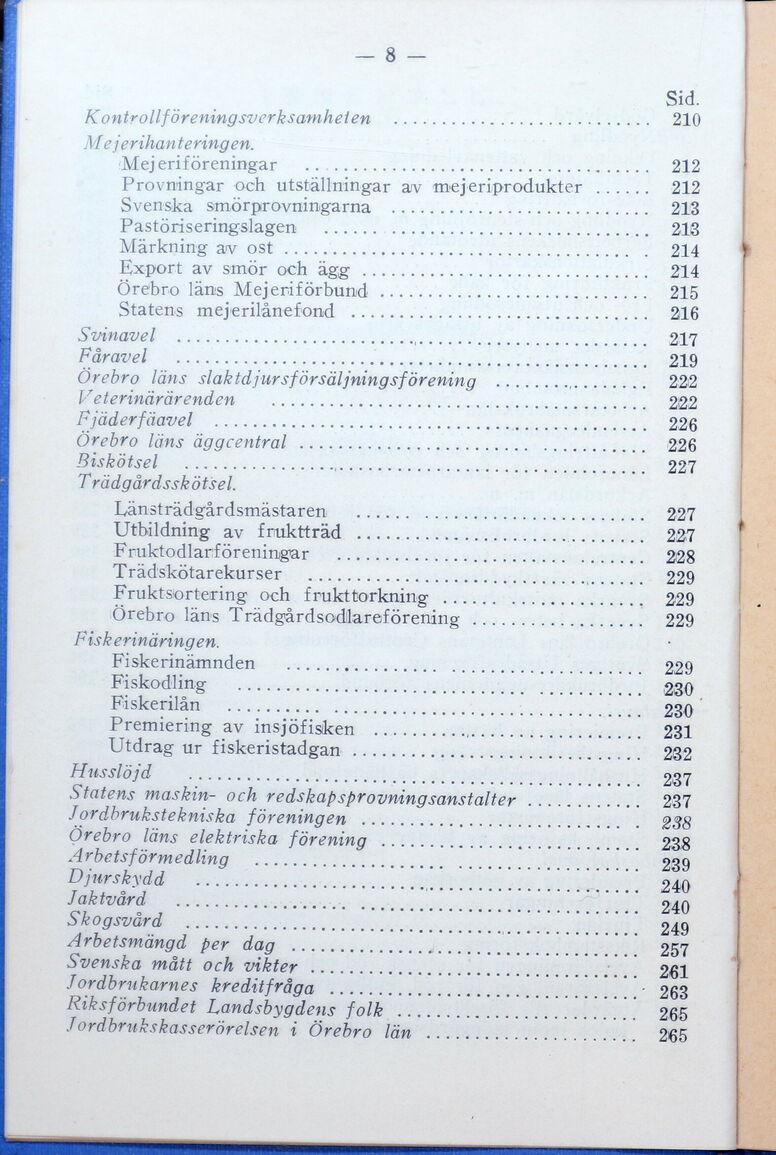 — 8 —
Sid.
Kontrollföreningsverksamheten .......... 210
Mejerihanteringen.
Mejeriföreningar .......... 212
Provningar och utställningar av mejeriprodukter ...... 212
Svenska smörprovningarna .......... 213
Pastöriseringslagen .......... 213
Märkning av ost .......... 214
Export av smör och ägg .......... 214
Örebro läns Mejeriförbund .......... 215
Statens mejerilånefond .......... 216
Svinavel .......... 217
Fåravel .......... 219
Örebro läns slaktdjursförsäljningsförening .......... 222
Veterinärärenden .......... 222
Fjäderfäavel .......... 226
Örebro läns äggcentral .......... 226
Biskötsel .......... 227
Trädgårdsskötsel.
Länsträdgårdsmästaren .......... 227
Utbildning av fruktträd .......... 227
Fruktodlarföreningar .......... 228
Trädskötarekurser .......... 229
Fruktsortering och frukttorkning .......... 229
Örebro läns Trädgårdsodlareförening .......... 229
Fiskerinäringen.
Fiskerinämnden .......... 229
Fiskodling .......... 230
Fiskerilån .......... 230
Premiering av insjöfisken .......... 231
Utdrag ur fiskeristadgan .......... 232
Husslöjd .......... 237
Statens maskin- och redskapsprovningsanstalter .......... 237
Jordbrukstekniska föreningen .......... 238
Örebro läns elektriska förening .......... 238
Arbetsförmedling .......... 239
Djurskydd .......... 240
Jaktvård .......... 240
Skogsvård .......... 249
Arbetsmängd per dag .......... 257
Svenska mått och vikter .......... 261
Jordbrukarnes kreditfråga .......... 263
Riksförbundet Landsbygdens folk .......... 265
Jordbrukskasserörelsen i Örebro län .......... 265